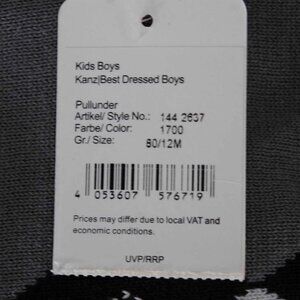 Kids Boys
Kanz|Best Dressed Boys
Pullunder
Artikel/ Style No.: 144 2637
Farbe/ Color: 1700
Gr./ Size: 80/12M
4 053607 576719
Prices may differ due to local VAT and
economic conditions.
UVP/RRP